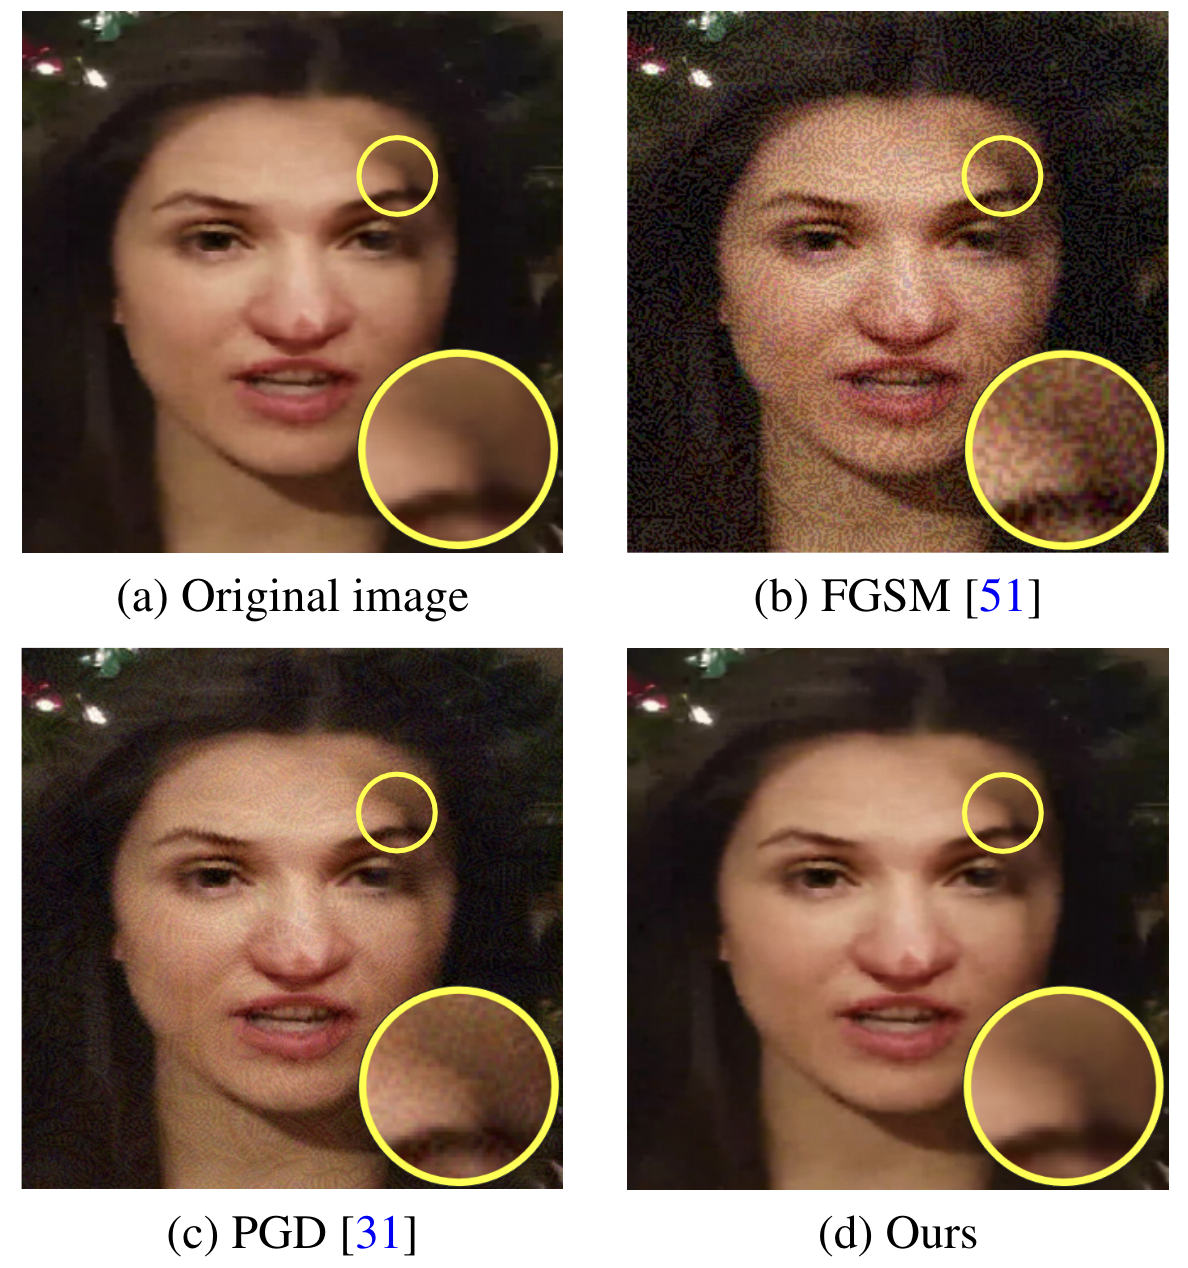 (a) Original image
(b) FGSM [51]
(c) PGD [31]
(d) Ours